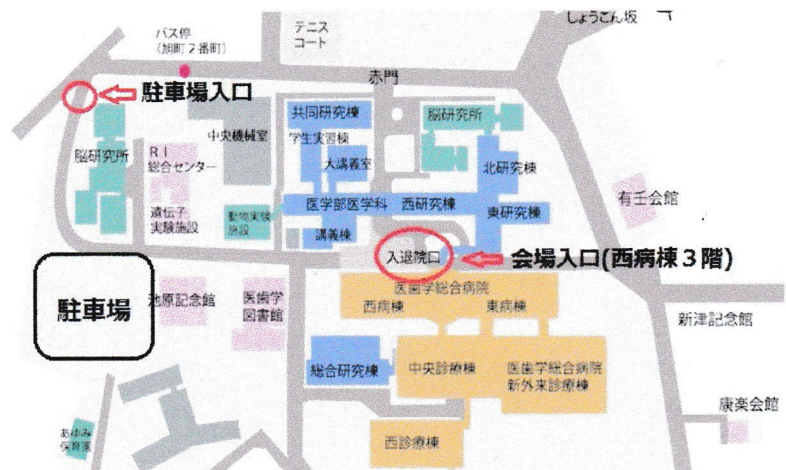 しょうこん坂
バス停
(旭町2番町)
テニス
コート
赤門
駐車場入口
共同研究棟
脳研究所
中央機械室
学生実習棟
脳研究所
RI
総合センター
大講義室
北研究棟
遺伝子
実験施設
動物実験
施設
医学部医学科
西研究棟
東研究棟
有壬会館
講義棟
入退院口
会場入口(西病棟3階)
医歯学総合病院
西病棟
東病棟
駐車場
池原記念館
医歯学
図書館
新津記念館
総合研究棟
中央診療棟
医歯学総合病院
新外来診療棟
康楽会館
あゆみ
保育園
西診療棟